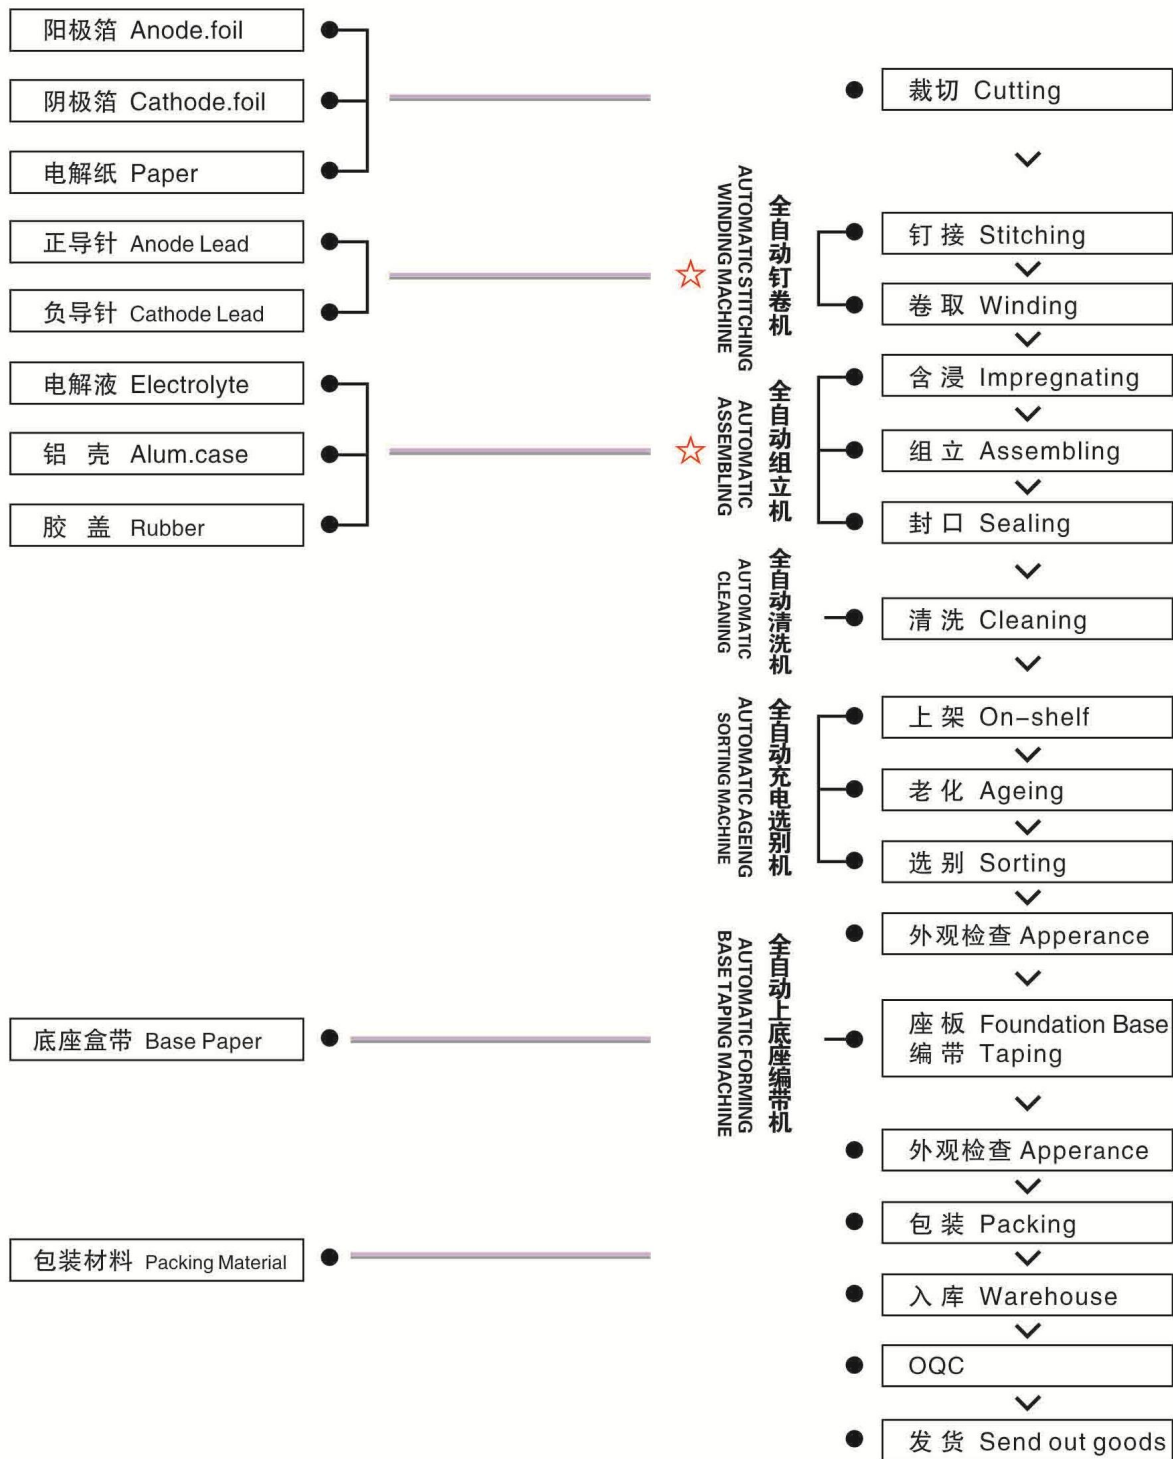 阳极箔 Anode.foil
阴极箔 Cathode.foil
电解纸 Paper
正导针 Anode Lead
负导针 Cathode Lead
电解液 Electrolyte
铝 壳 Alum.case
胶 盖 Rubber
底座盒带 Base Paper
包装材料 Packing Material
全自动钉卷机
AUTOMATIC STITCHING
WINDING MACHINE
全自动组立机
AUTOMATIC
ASSEMBLING
全自动清洗机
AUTOMATIC
CLEANING
全自动充电选别机
AUTOMATIC AGEING
SORTING MACHINE
全自动上底座编带机
AUTOMATIC FORMING
BASE TAPING MACHINE
裁切 Cutting
钉接 Stitching
卷取 Winding
含浸 Impregnating
组立 Assembling
封口 Sealing
清洗 Cleaning
上架 On-shelf
老化 Ageing
选别 Sorting
外观检查 Apperance
座板 Foundation Base
编带 Taping
外观检查 Apperance
包装 Packing
入库 Warehouse
OQC
发货 Send out goods